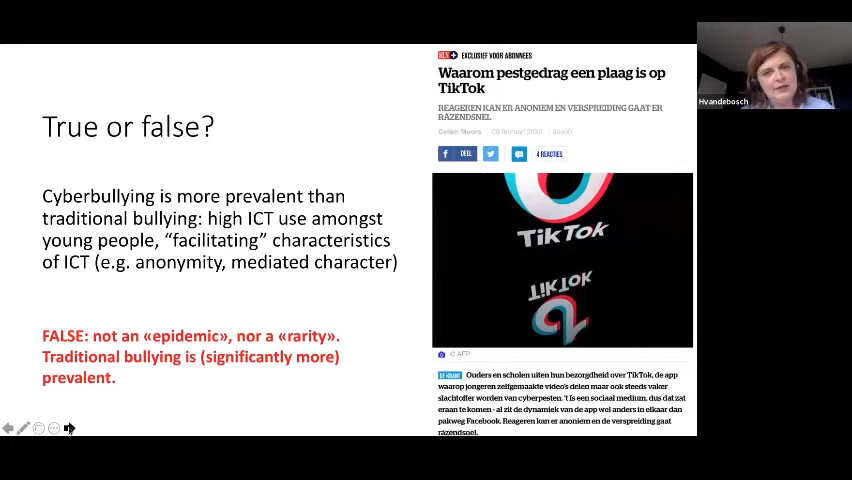 True or false?
Cyberbullying is more prevalent than
traditional bullying: high ICT use amongst
young people, “facilitating” characteristics
of ICT (e.g. anonymity, mediated character)
FALSE: not an «epidemic», nor a «rarity».
Traditional bullying is (significantly more)
prevalent.
HLN + EXCLUSIEF VOOR ABONNEES
Waarom pestgedrag een plaag is op
TikTok
REAGEREN KAN ER ANONIEM EN VERSPREIDING GAAT ER
RAZENDSNEL
Celien Moors 06 februari 2020
DEEL
4 REACTIES
TikTok
TikTok
© AFP
DE KRANT Ouders en scholen uiten hun bezorgdheid over TikTok, de app
waarop jongeren zelfgemaakte video's delen maar ook steeds vaker
slachtoffer worden van cyberpesten. 't Is een sociaal medium, dus dat zat
eraan te komen - al zit de dynamiek van de app wel anders in elkaar dan
pakweg Facebook. Reageren kan er anoniem en de verspreiding gaat
razendsnel.
Hvandebosch